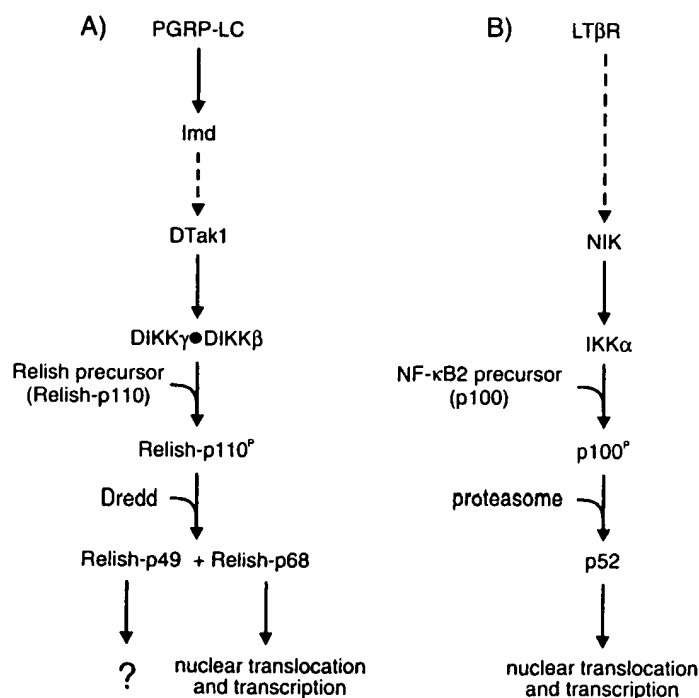 A)
PGRP-LC
Imd
DTak1
DIKKγ●DIKKβ
Relish precursor
(Relish-p110)
Relish-p110ᴾ
Dredd
Relish-p49 + Relish-p68
?
nuclear translocation
and transcription
B)
LTβR
NIK
IKKα
NF-κB2 precursor
(p100)
p100ᴾ
proteasome
p52
nuclear translocation
and transcription